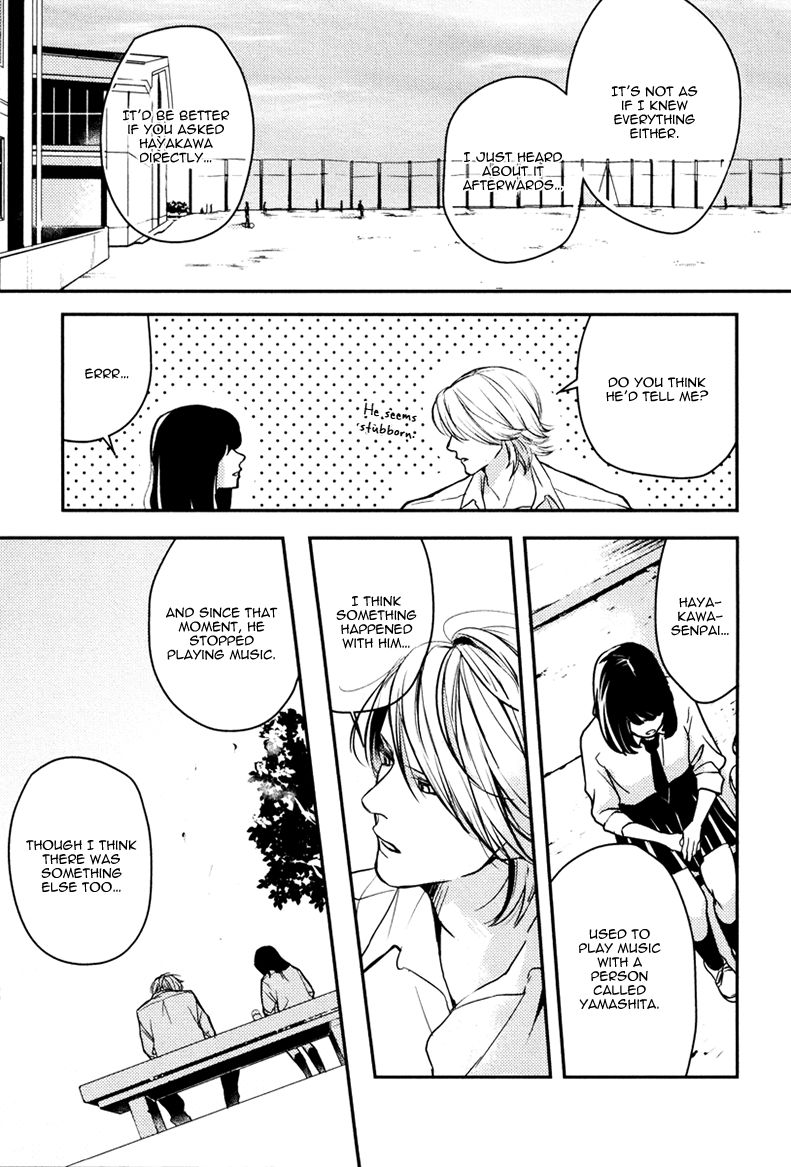 IT'S NOT AS
IF I KNEW
EVERYTHING
EITHER.
I JUST HEARD
ABOUT IT
AFTERWARDS...
IT'D BE BETTER
IF YOU ASKED
HAYAKAWA
DIRECTLY...
DO YOU THINK
HE'D TELL ME?
He seems
stubborn.
ERRR...
HAYA-
KAWA-
SENPAI...
USED TO
PLAY MUSIC
WITH A
PERSON
CALLED
YAMASHITA.
I THINK
SOMETHING
HAPPENED
WITH HIM...
AND SINCE THAT
MOMENT, HE
STOPPED
PLAYING MUSIC.
THOUGH I THINK
THERE WAS
SOMETHING
ELSE TOO...